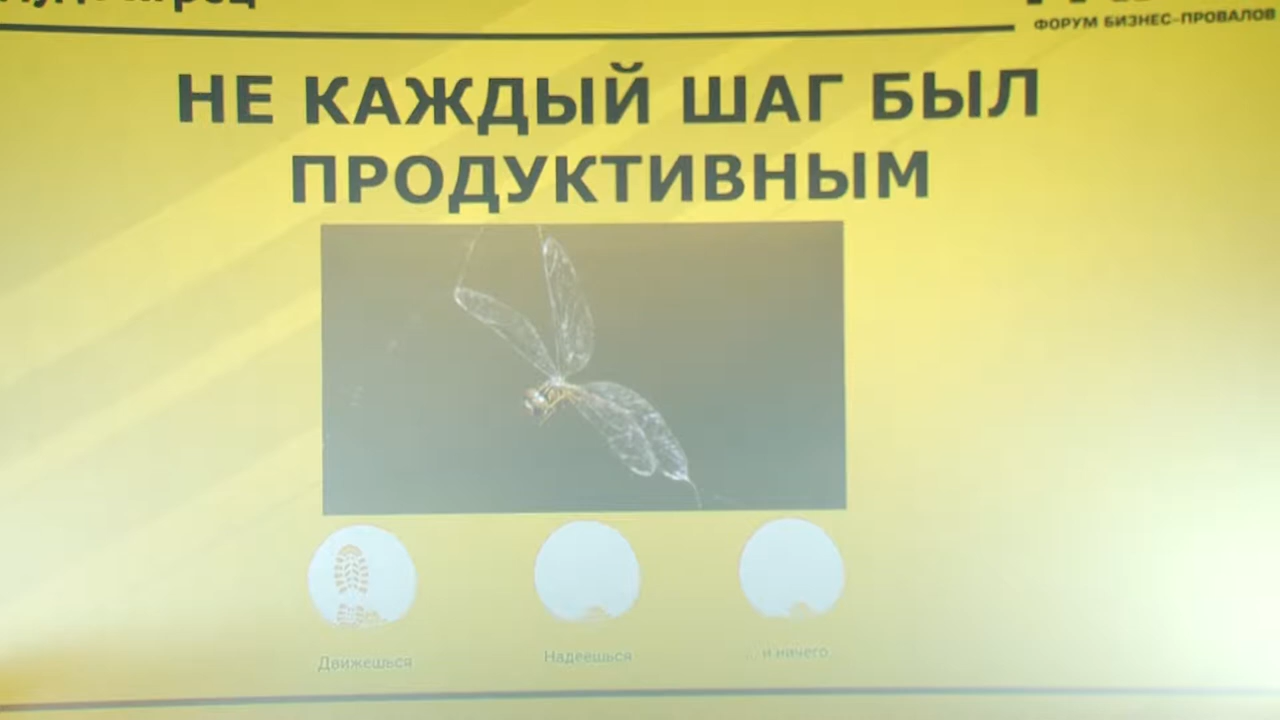 ФОРУМ БИЗНЕС-ПРОВАЛОВ
НЕ КАЖДЫЙ ШАГ БЫЛ
ПРОДУКТИВНЫМ
Движешься
Надеешься
... и ничего